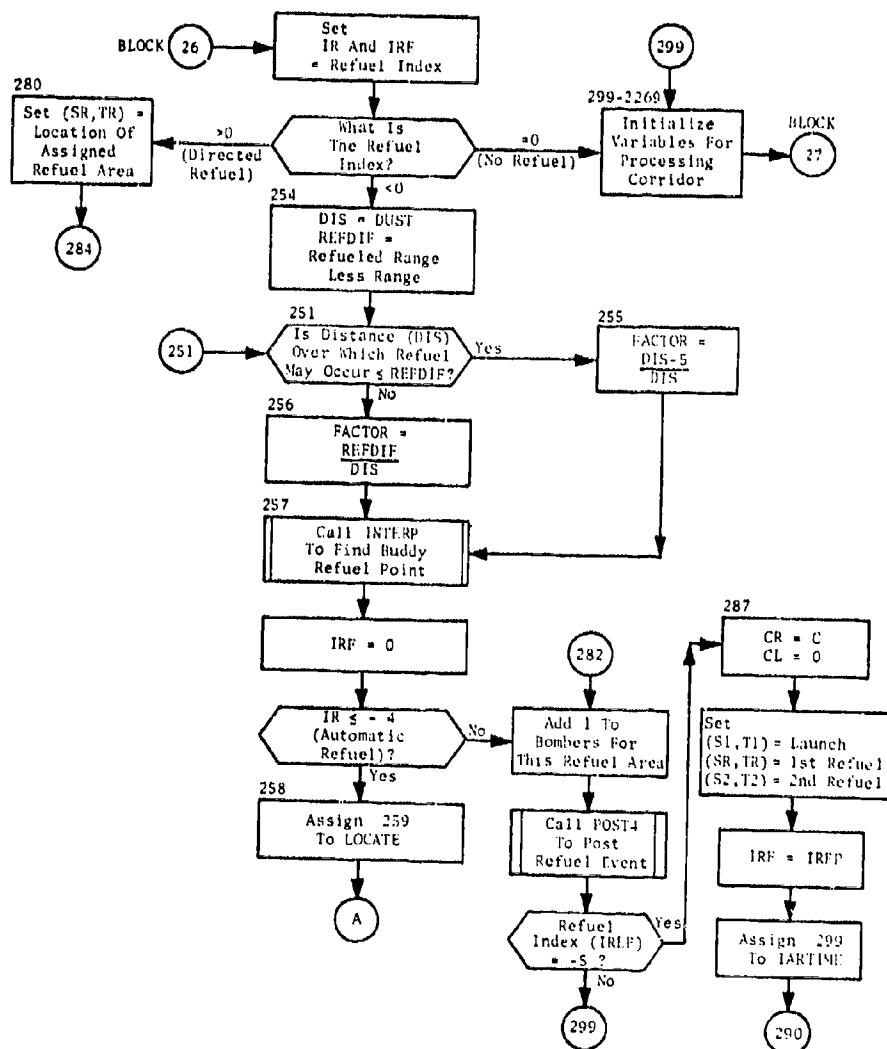 BLOCK 26
Set
IR And IRF
= Refuel Index
299
280
Set (SR,TR) =
Location Of
Assigned
Refuel Area
>0
(Directed
Refuel)
What Is
The Refuel
Index?
=0
(No Refuel)
299-2269
Initialize
Variables For
Processing
Corridor
BLOCK
27
<0
284
254
DIS = DUST
REFDIF =
Refueled Range
Less Range
251
251
Is Distance (DIS)
Over Which Refuel
May Occur ≤ REFDIF?
Yes
255
FACTOR =
DIS-5
DIS
No
256
FACTOR =
REFDIF
DIS
257
Call INTERP
To Find Buddy
Refuel Point
IRF = 0
282
287
CR = C
CL = 0
IR ≤ - 4
(Automatic
Refuel)?
No
Add 1 To
Bombers For
This Refuel Area
Set
(S1,T1) = Launch
(SR,TR) = 1st Refuel
(S2,T2) = 2nd Refuel
Yes
258
Assign 259
To LOCATE
Call POST4
To Post
Refuel Event
A
Refuel
Index (IREP)
= -5 ?
Yes
No
299
Assign 299
To IARTIME
290